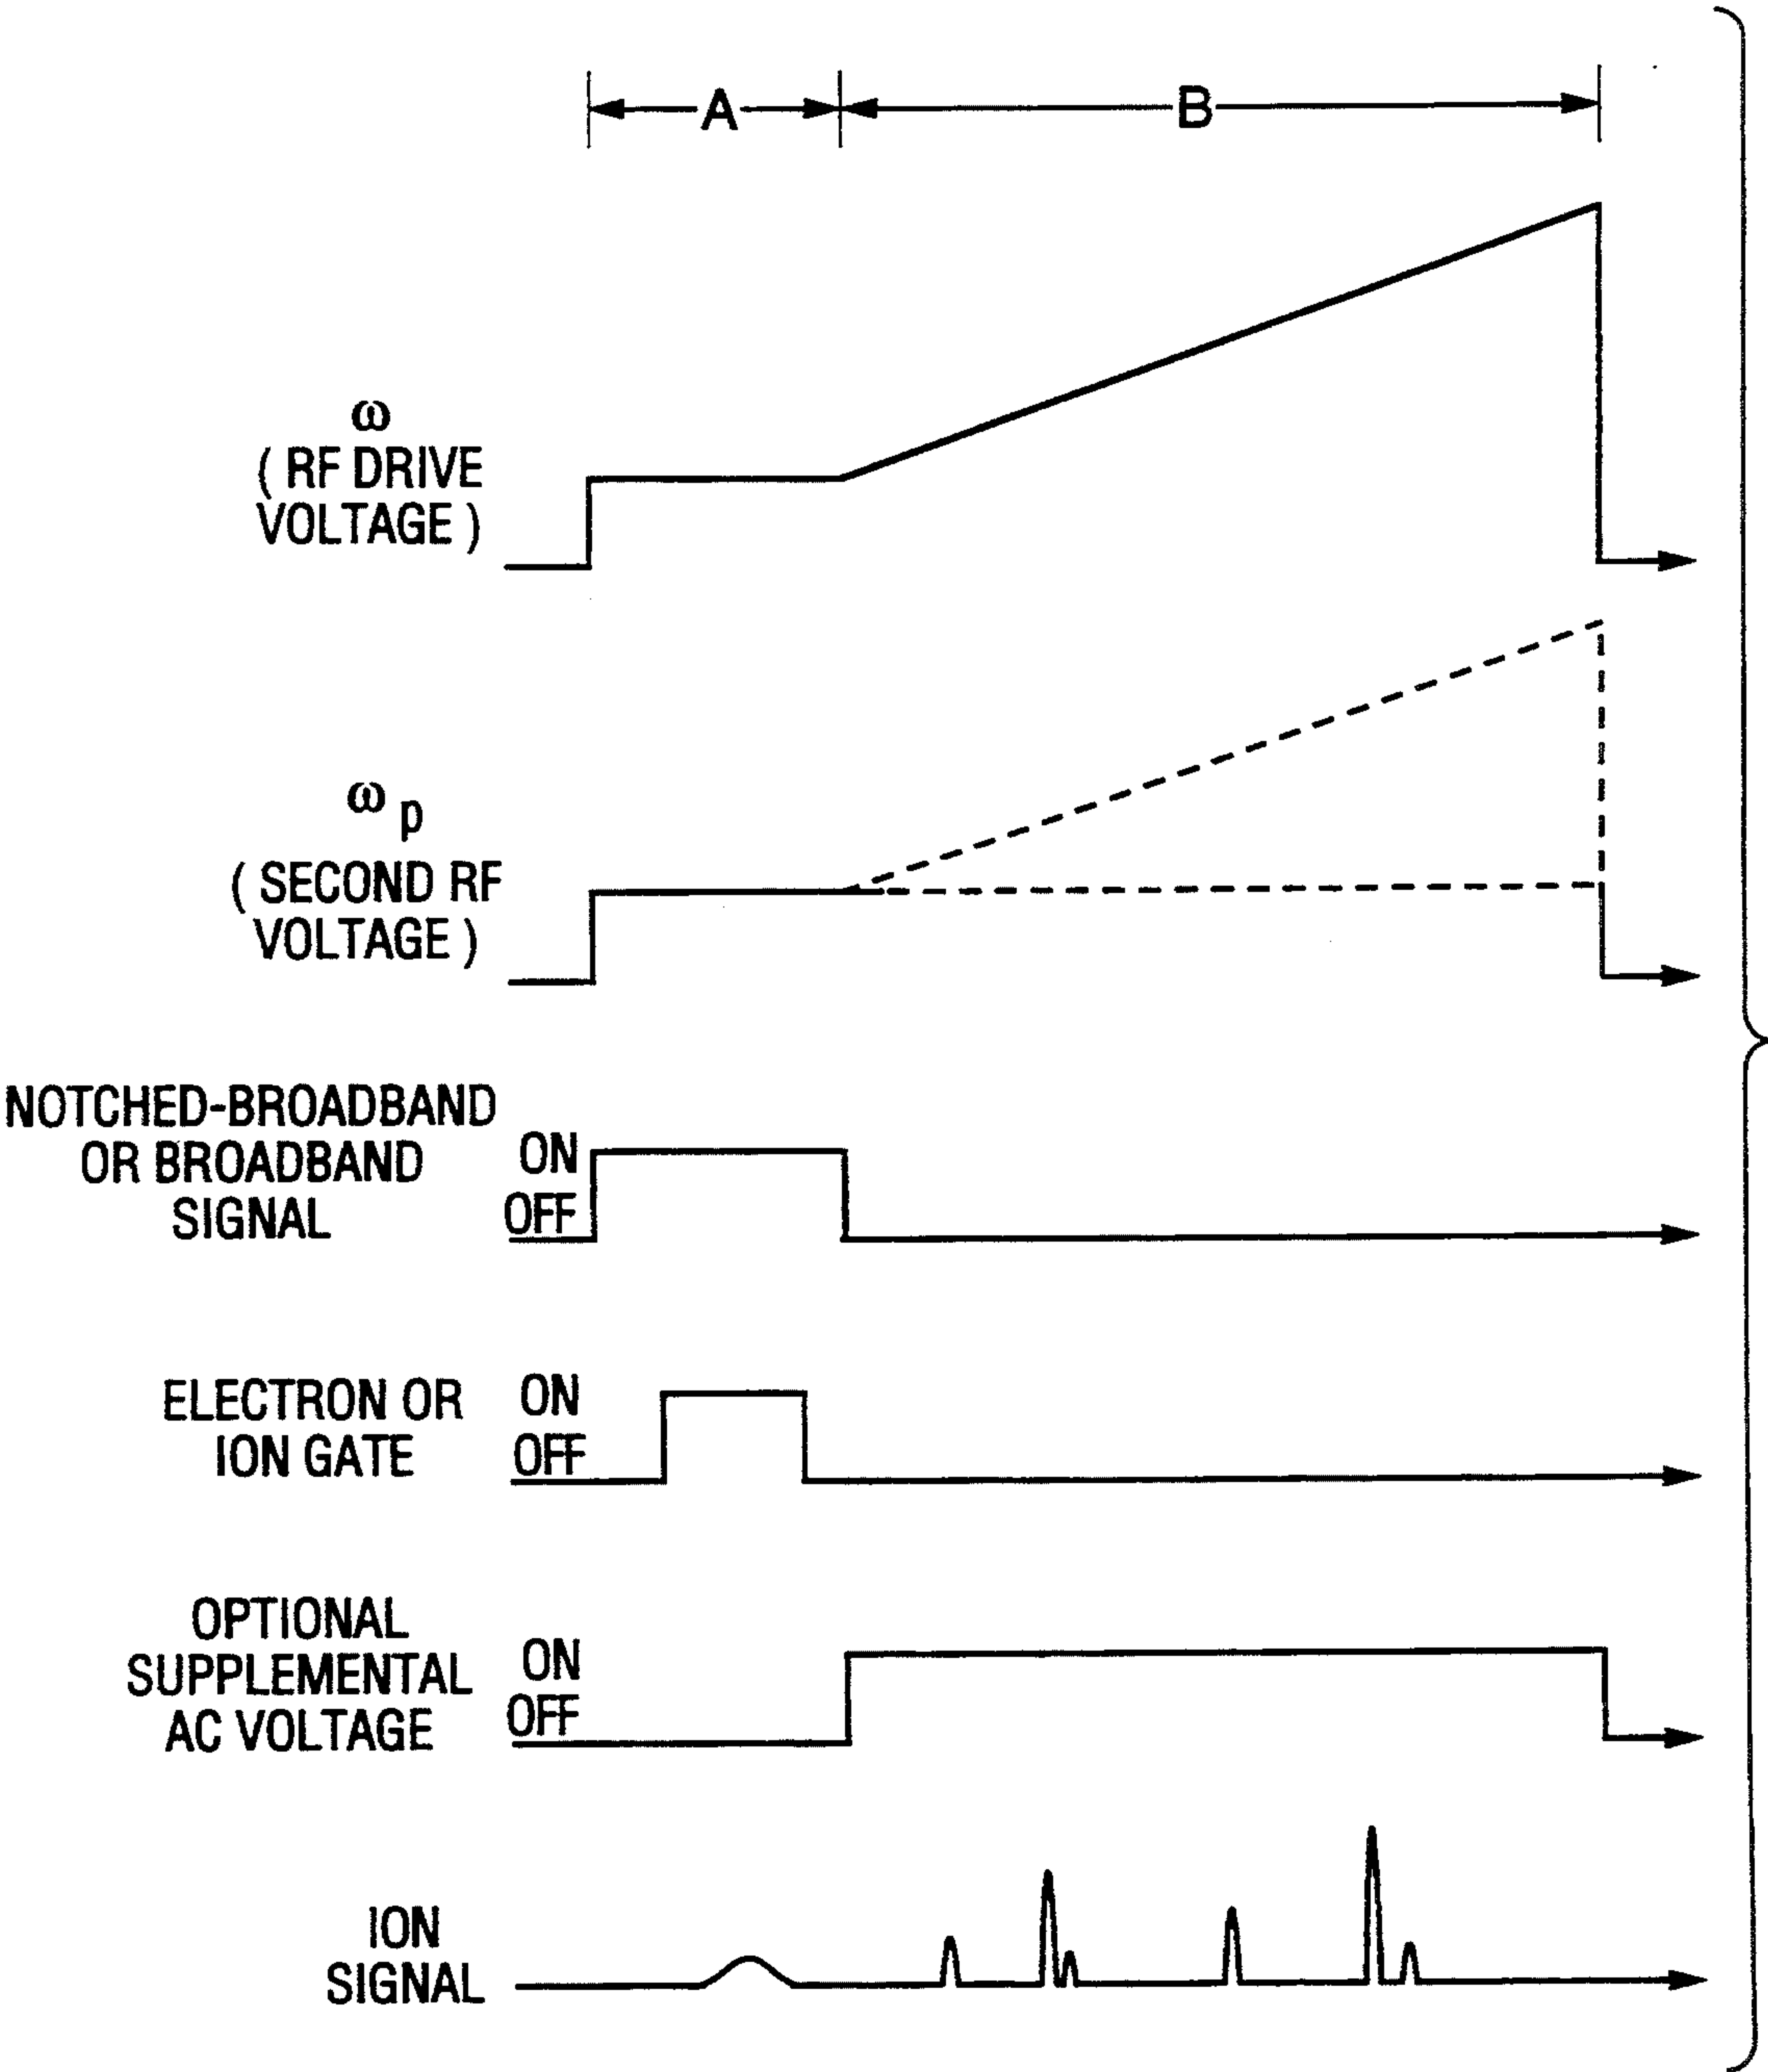 A
B
ω
( RF DRIVE
VOLTAGE )
ω p
( SECOND RF
VOLTAGE )
NOTCHED-BROADBAND
OR BROADBAND
SIGNAL
ON
OFF
ELECTRON OR
ION GATE
ON
OFF
OPTIONAL
SUPPLEMENTAL
AC VOLTAGE
ON
OFF
ION
SIGNAL